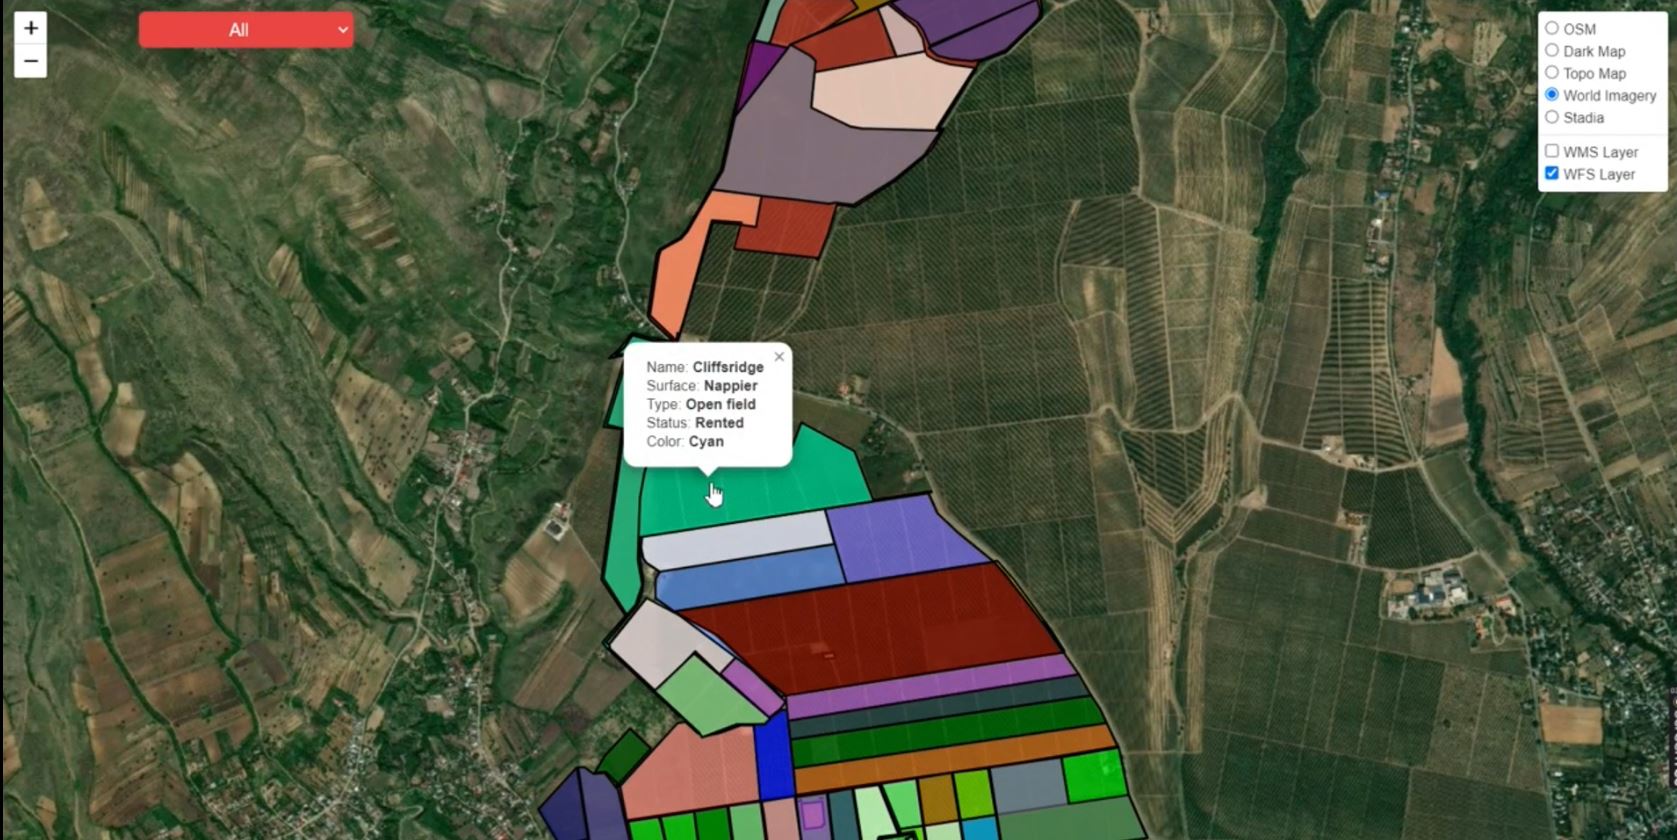 +
−
All
OSM
Dark Map
Topo Map
World Imagery
Stadia
WMS Layer
WFS Layer
Name: Cliffsridge
Surface: Nappier
Type: Open field
Status: Rented
Color: Cyan
×